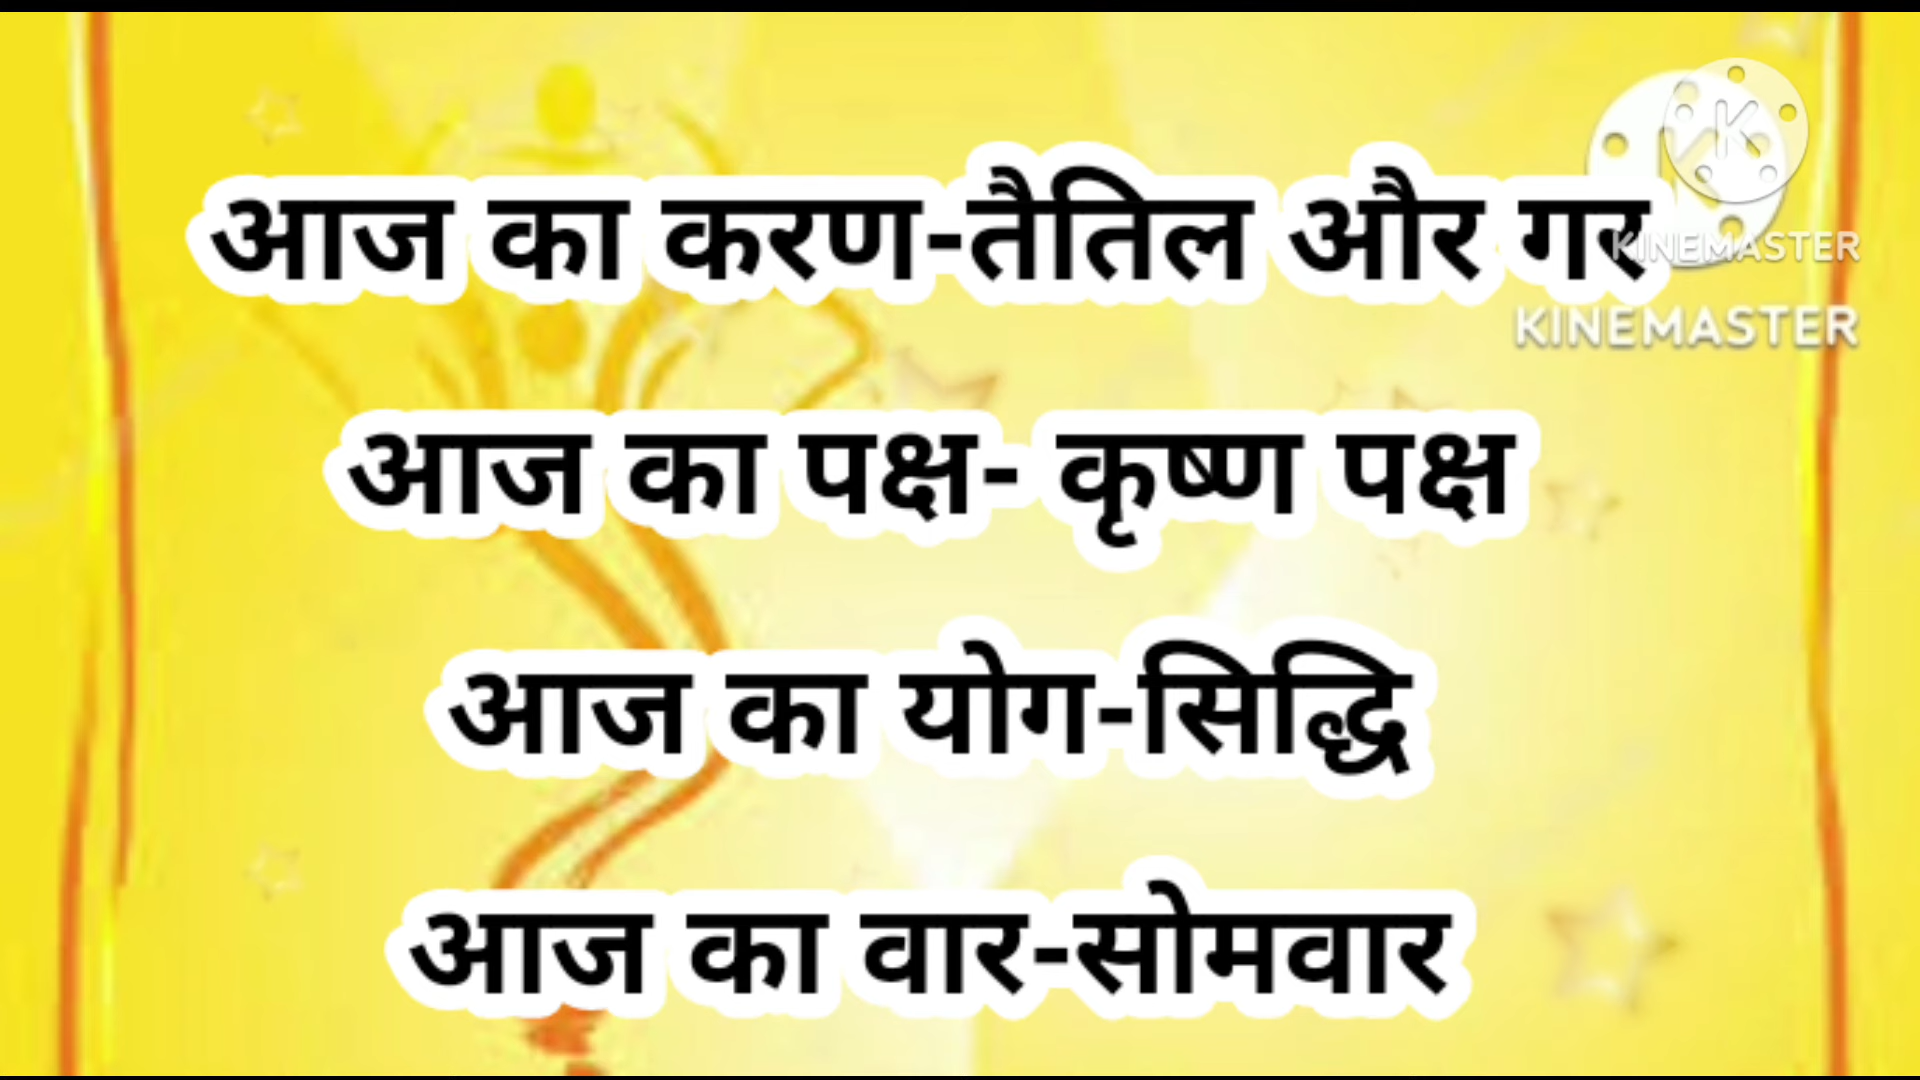 आज का करण-तैतिल और गर
KINEMASTER
KINEMASTER
आज का पक्ष- कृष्ण पक्ष
आज का योग-सिद्धि
आज का वार-सोमवार